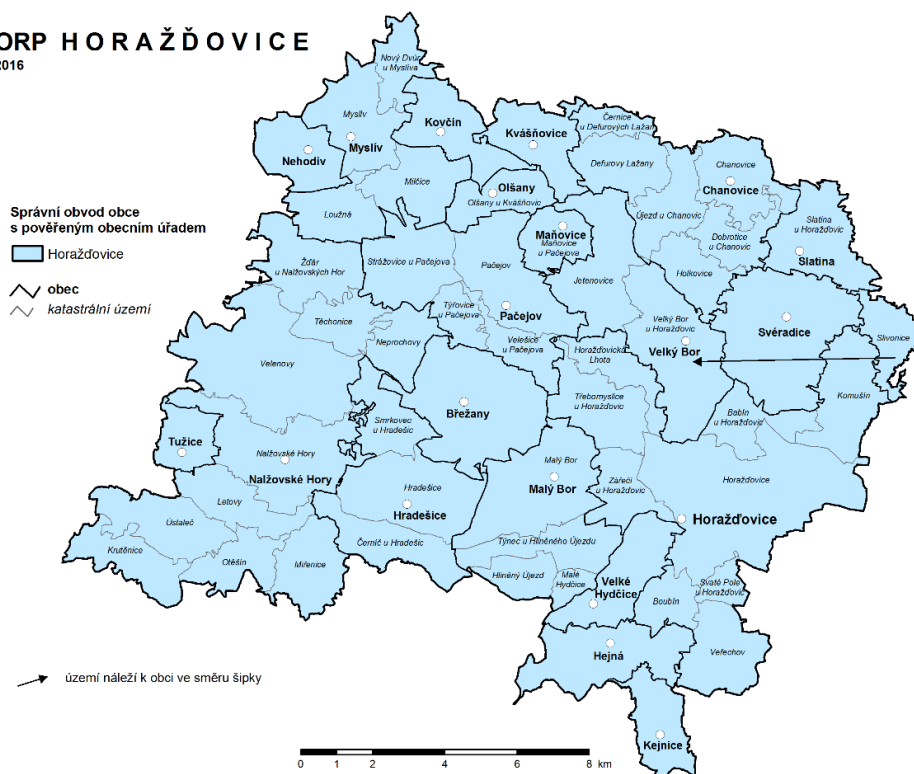 ORP HORAŽĎOVICE
2016
Nový Dvůr
u Myslíva
Myslív
Myslív
Kovčín
Kvášňovice
Černice
u Defurových Lažan
Nehodiv
Milčice
Olšany
Olšany u Kvášňovic
Defurovy Lažany
Chanovice
Chanovice
Správní obvod obce
s pověřeným obecním úřadem
Horažďovice
obec
katastrální území
Loužná
Maňovice
Maňovice
u Pačejova
Újezd u Chanovic
Dobrotice
u Chanovic
Slatina
u Horažďovic
Slatina
Žďár
u Nalžovských Hor
Strážovice u Pačejova
Pačejov
Jetenovice
Holkovice
Týřovice
u Pačejova
Pačejov
Velký Bor
u Horažďovic
Velký Bor
Svéradice
Slivonice
Těchonice
Neprochovy
Velešice
u Pačejova
Horažďovická
Lhota
Velenovy
Břežany
Třebomyslice
u Horažďovic
Komušín
Babín
u Horažďovic
Smrkovec
u Hradešic
Tužice
Nalžovské Hory
Nalžovské Hory
Malý Bor
Malý Bor
Zářečí
u Horažďovic
Horažďovice
Hradešice
Hradešice
Letovy
Ústaleč
Horažďovice
Krutěnice
Otěšín
Miřenice
Černíč u Hradešic
Týnec u Hliněného Újezdu
Hliněný Újezd
Malé
Hydčice
Velké
Hydčice
Boubín
Svaté Pole
u Horažďovic
Hejná
Veřechov
území náleží k obci ve směru šipky
Kejnice
0 1 2 4 6 8 km